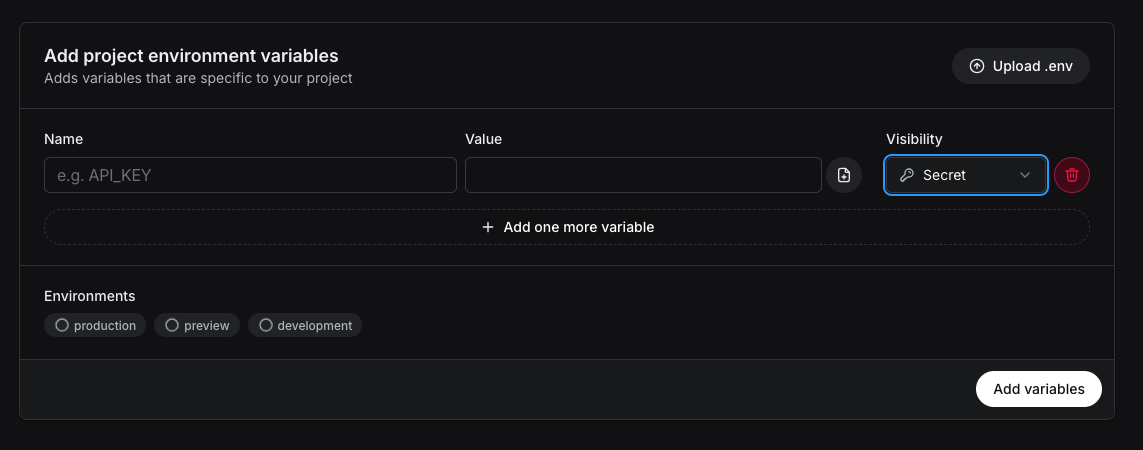 Add project environment variables
Adds variables that are specific to your project
Upload .env
Name
Value
Visibility
e.g. API_KEY
Secret
Add one more variable
Environments
production
preview
development
Add variables